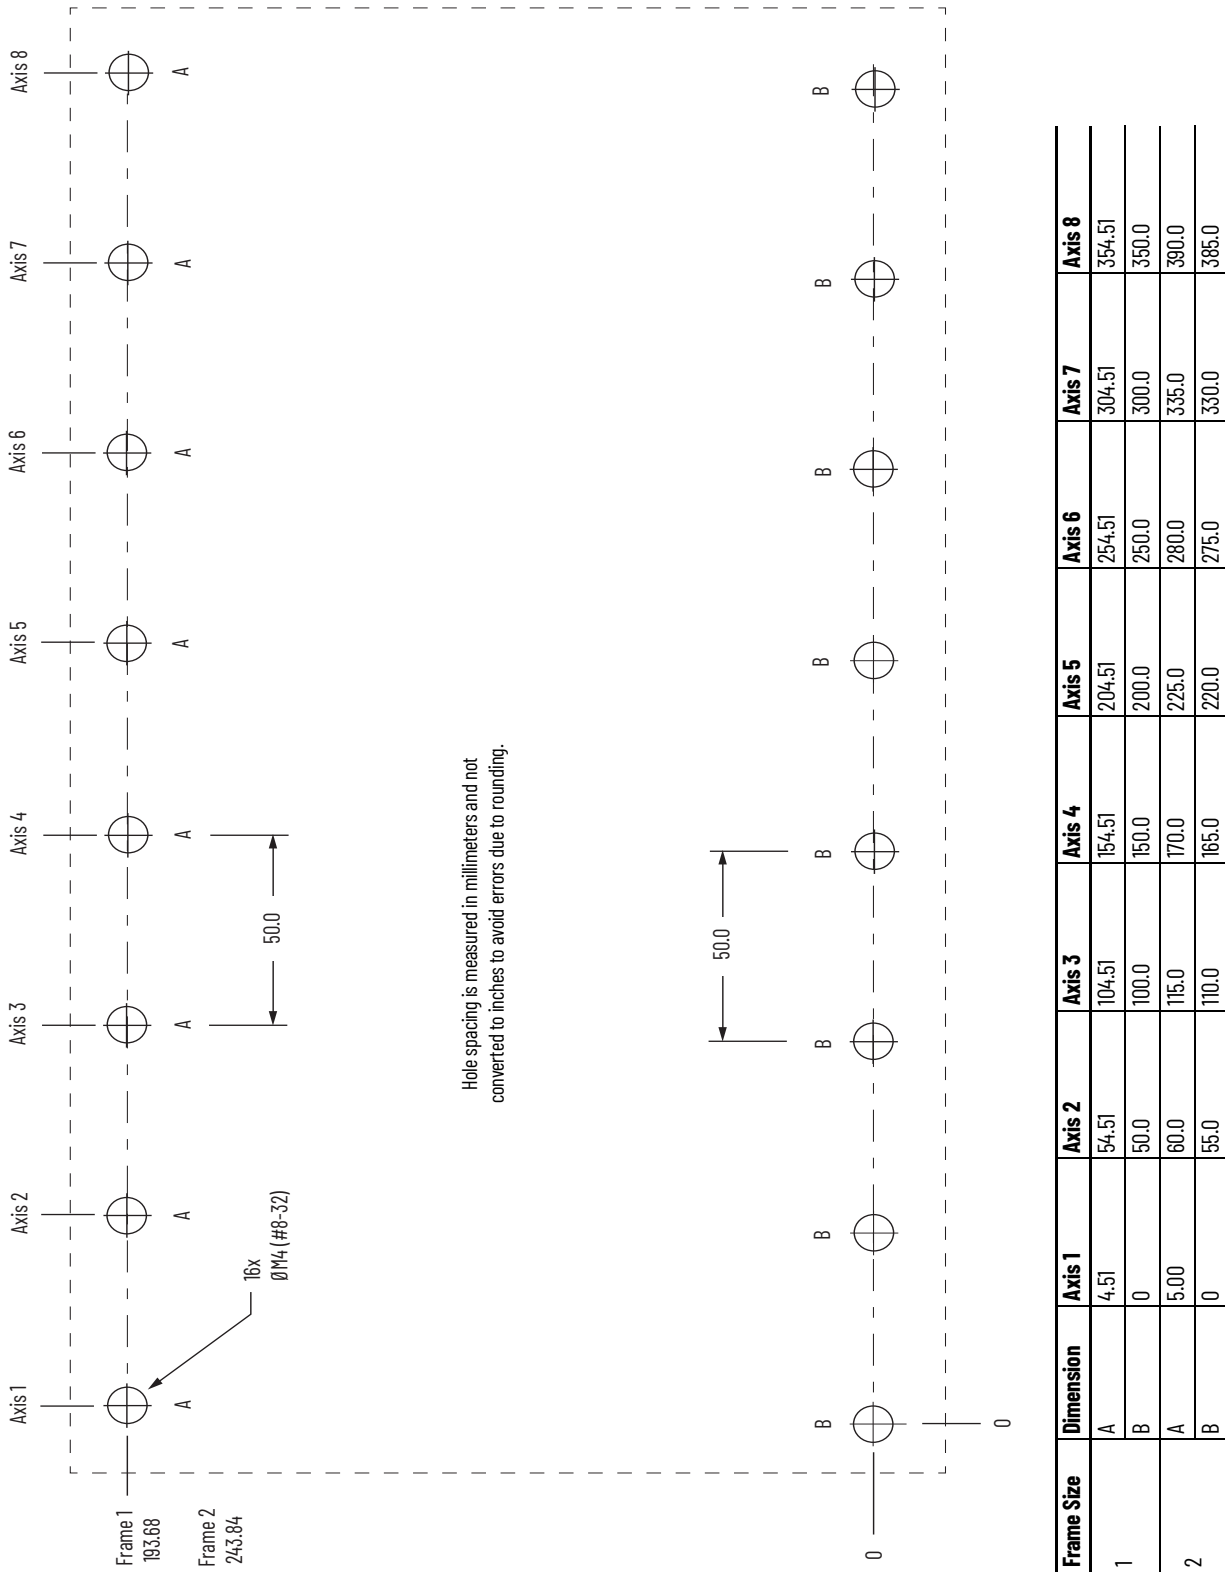 Axis 1
Axis 2
Axis 3
Axis 4
Axis 5
Axis 6
Axis 7
Axis 8
Frame 1
193.68
Frame 2
243.84
A
A
A
A
A
A
A
A
16x
ØM4 (#8-32)
50.0
Hole spacing is measured in millimeters and not
converted to inches to avoid errors due to rounding.
50.0
B
B
B
B
B
B
B
B
0
0
Frame Size Dimension Axis 1 Axis 2 Axis 3 Axis 4 Axis 5 Axis 6 Axis 7 Axis 8
1 A 4.51 54.51 104.51 154.51 204.51 254.51 304.51 354.51
B 0 50.0 100.0 150.0 200.0 250.0 300.0 350.0
2 A 5.00 60.0 115.0 170.0 225.0 280.0 335.0 390.0
B 0 55.0 110.0 165.0 220.0 275.0 330.0 385.0